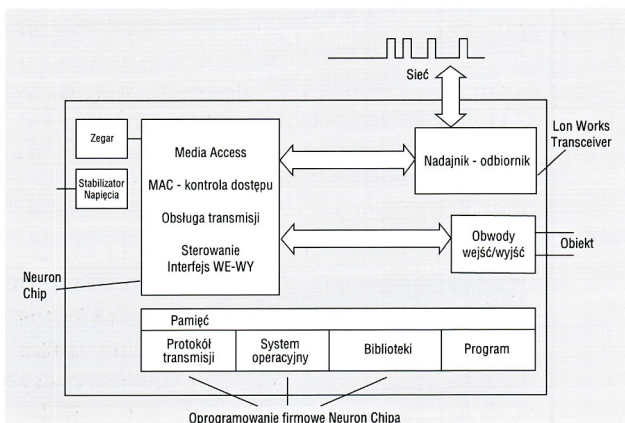 Sieć
Zegar
Stabilizator
Napięcia
Media Access
MAC - kontrola dostępu
Obsługa transmisji
Sterowanie
Interfejs WE-WY
Nadajnik - odbiornik
Lon Works
Transceiver
Obwody
wejść/wyjść
Obiekt
Neuron
Chip
Pamięć
Protokół
transmisji
System
operacyjny
Biblioteki
Program
Oprogramowanie firmowe Neuron Chipa